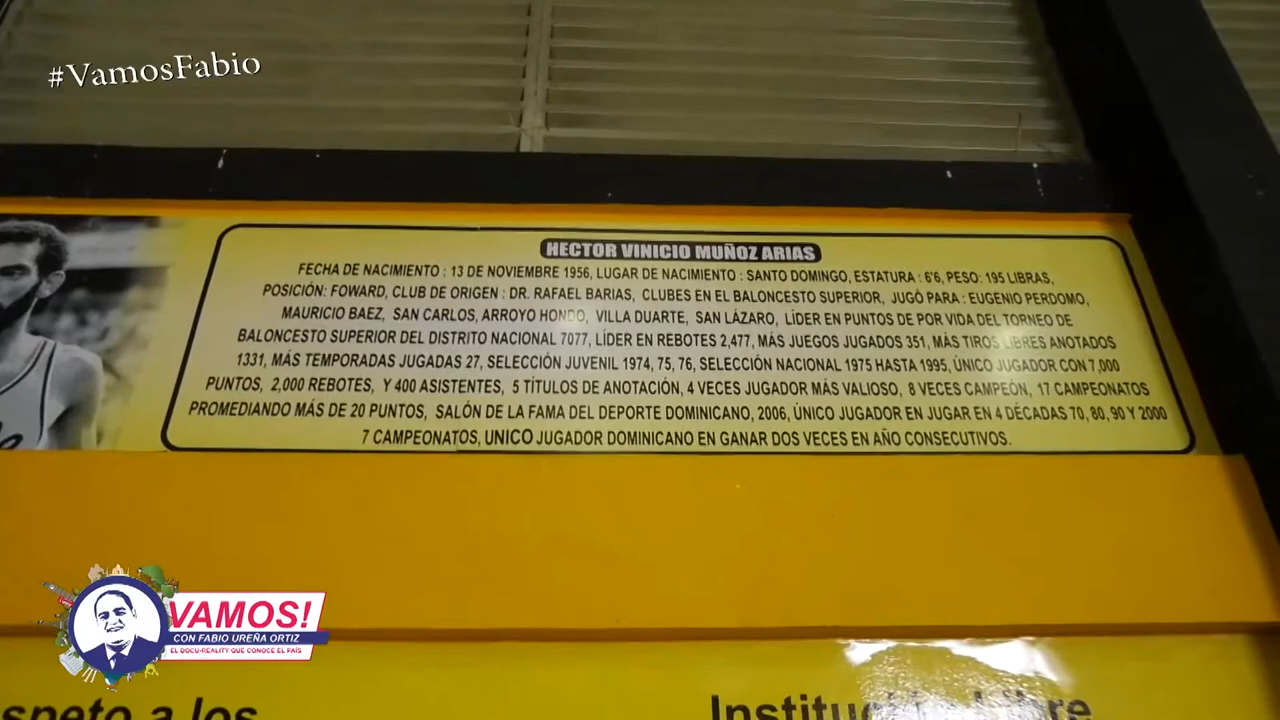 #VamosFabio
HECTOR VINICIO MUÑOZ ARIAS
FECHA DE NACIMIENTO : 13 DE NOVIEMBRE 1956, LUGAR DE NACIMIENTO : SANTO DOMINGO, ESTATURA : 6'6, PESO: 195 LIBRAS,
POSICIÓN: FOWARD, CLUB DE ORIGEN : DR. RAFAEL BARIAS, CLUBES EN EL BALONCESTO SUPERIOR, JUGÓ PARA : EUGENIO PERDOMO,
MAURICIO BAEZ, SAN CARLOS, ARROYO HONDO, VILLA DUARTE, SAN LÁZARO, LÍDER EN PUNTOS DE POR VIDA DEL TORNEO DE
BALONCESTO SUPERIOR DEL DISTRITO NACIONAL 7077, LÍDER EN REBOTES 2,477, MÁS JUEGOS JUGADOS 351, MÁS TIROS LIBRES ANOTADOS
1331, MÁS TEMPORADAS JUGADAS 27, SELECCIÓN JUVENIL 1974, 75, 76, SELECCIÓN NACIONAL 1975 HASTA 1995, ÚNICO JUGADOR CON 7,000
PUNTOS, 2,000 REBOTES, Y 400 ASISTENTES, 5 TÍTULOS DE ANOTACIÓN, 4 VECES JUGADOR MÁS VALIOSO, 8 VECES CAMPEÓN, 17 CAMPEONATOS
PROMEDIANDO MÁS DE 20 PUNTOS, SALÓN DE LA FAMA DEL DEPORTE DOMINICANO, 2006, ÚNICO JUGADOR EN JUGAR EN 4 DÉCADAS 70, 80, 90 Y 2000
7 CAMPEONATOS, UNICO JUGADOR DOMINICANO EN GANAR DOS VECES EN AÑO CONSECUTIVOS.
VAMOS!
CON FABIO UREÑA ORTIZ
EL DOCU-REALITY QUE CONOCE EL PAÍS
a los